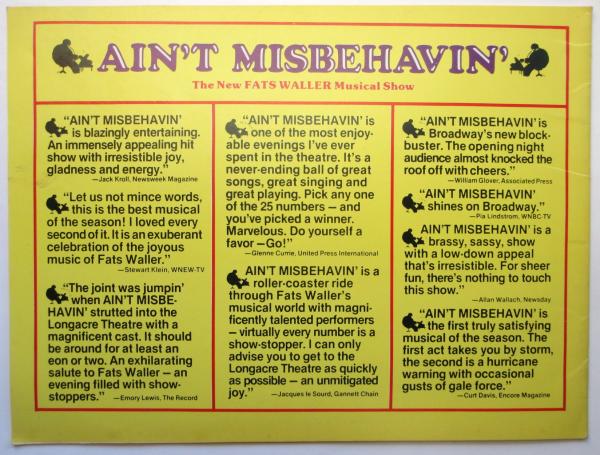 AIN'T MISBEHAVIN'
The New FATS WALLER Musical Show
"AIN'T MISBEHAVIN'
is blazingly entertaining.
An immensely appealing hit
show with irresistible joy,
gladness and energy."
—Jack Kroll, Newsweek Magazine
"Let us not mince words,
this is the best musical
of the season! I loved every
second of it. It is an exuberant
celebration of the joyous
music of Fats Waller."
—Stewart Klein, WNEW-TV
"The joint was jumpin'
when AIN'T MISBE-
HAVIN' strutted into the
Longacre Theatre with a
magnificent cast. It should
be around for at least an
eon or two. An exhilarating
salute to Fats Waller — an
evening filled with show-
stoppers."
—Emory Lewis, The Record
"AIN'T MISBEHAVIN' is
one of the most enjoy-
able evenings I've ever
spent in the theatre. It's a
never-ending ball of great
songs, great singing and
great playing. Pick any one
of the 25 numbers — and
you've picked a winner.
Marvelous. Do yourself a
favor —Go!"
—Glenne Currie, United Press International
AIN'T MISBEHAVIN' is a
roller-coaster ride
through Fats Waller's
musical world with magni-
ficently talented performers
— virtually every number is a
show-stopper. I can only
advise you to get to the
Longacre Theatre as quickly
as possible — an unmitigated
joy."
—Jacques le Sourd, Gannett Chain
"AIN'T MISBEHAVIN' is
Broadway's new block-
buster. The opening night
audience almost knocked the
roof off with cheers."
—William Glover, Associated Press
"AIN'T MISBEHAVIN'
shines on Broadway."
—Pia Lindstrom, WNBC-TV
AIN'T MISBEHAVIN' is a
brassy, sassy, show
with a low-down appeal
that's irresistible. For sheer
fun, there's nothing to touch
this show."
—Allan Wallach, Newsday
"AIN'T MISBEHAVIN' is
the first truly satisfying
musical of the season. The
first act takes you by storm,
the second is a hurricane
warning with occasional
gusts of gale force."
—Curt Davis, Encore Magazine